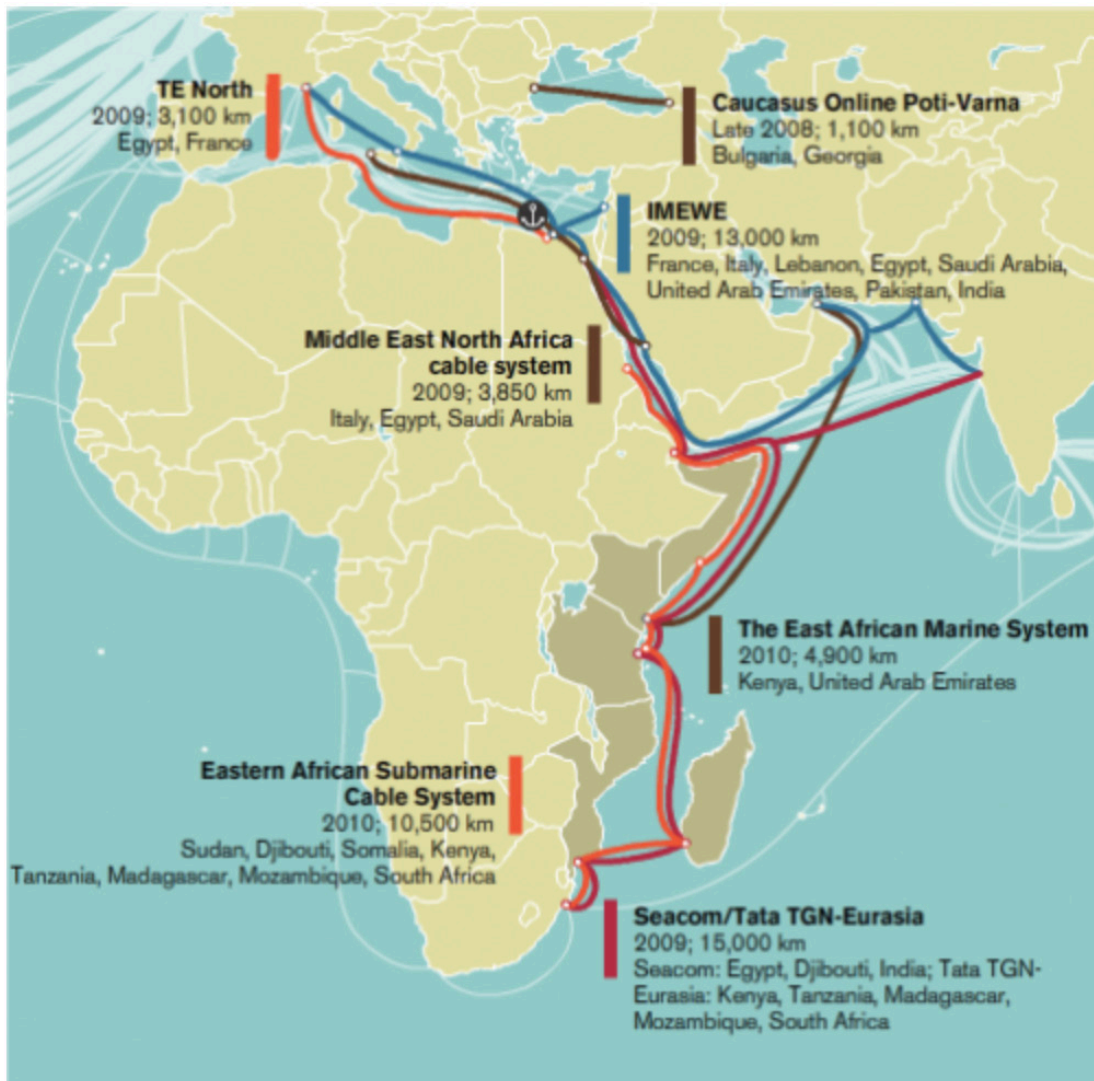 TE North
2009; 3,100 km
Egypt, France
Caucasus Online Poti-Varna
Late 2008; 1,100 km
Bulgaria, Georgia
IMEWE
2009; 13,000 km
France, Italy, Lebanon, Egypt, Saudi Arabia,
United Arab Emirates, Pakistan, India
Middle East North Africa
cable system
2009; 3,850 km
Italy, Egypt, Saudi Arabia
The East African Marine System
2010; 4,900 km
Kenya, United Arab Emirates
Eastern African Submarine
Cable System
2010; 10,500 km
Sudan, Djibouti, Somalia, Kenya,
Tanzania, Madagascar, Mozambique, South Africa
Seacom/Tata TGN-Eurasia
2009; 15,000 km
Seacom: Egypt, Djibouti, India; Tata TGN-
Eurasia: Kenya, Tanzania, Madagascar,
Mozambique, South Africa